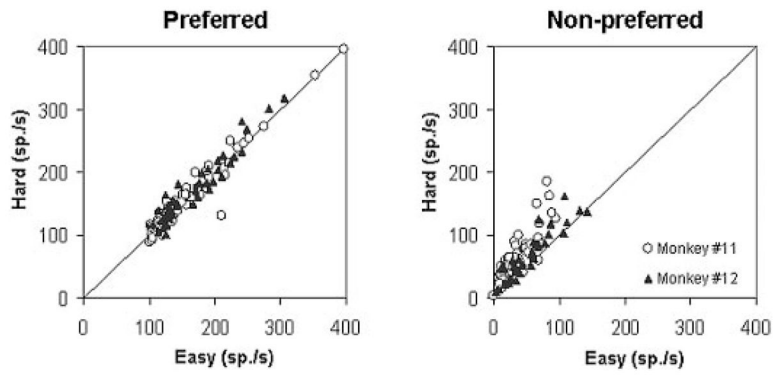 Preferred
400
300
200
100
0
Hard (sp./s)
0 100 200 300 400
Easy (sp./s)
Non-preferred
400
300
200
100
0
Hard (sp./s)
Monkey #11
Monkey #12
0 100 200 300 400
Easy (sp./s)